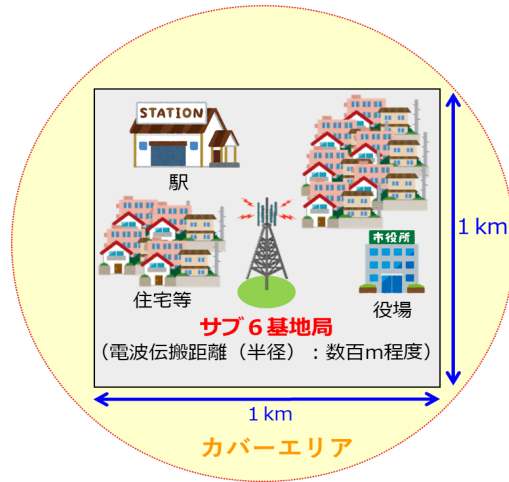 STATION
駅
市役所
1 km
住宅等
役場
サブ6基地局
（電波伝搬距離（半径）：数百m程度）
1 km
カバーエリア